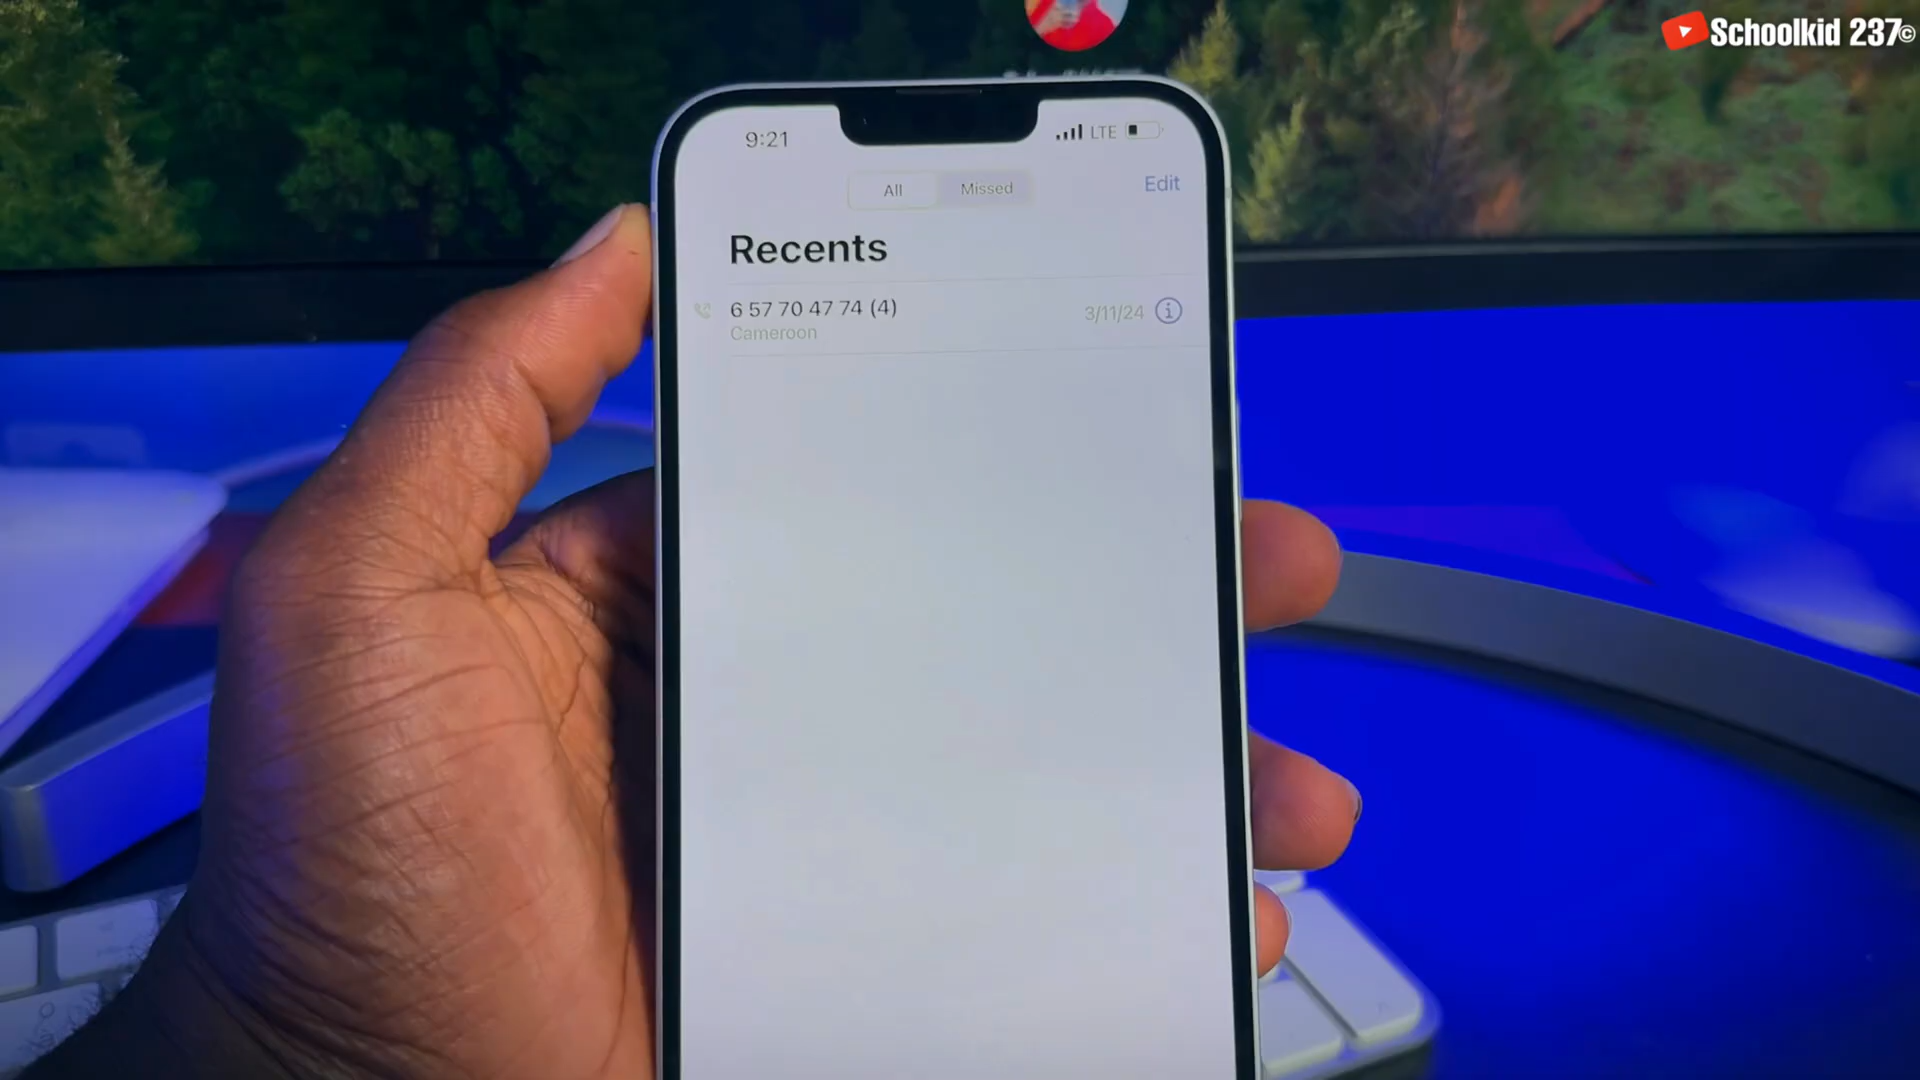 Schoolkid 237©
9:21
LTE
All
Missed
Edit
Recents
6 57 70 47 74 (4)
3/11/24
Cameroon